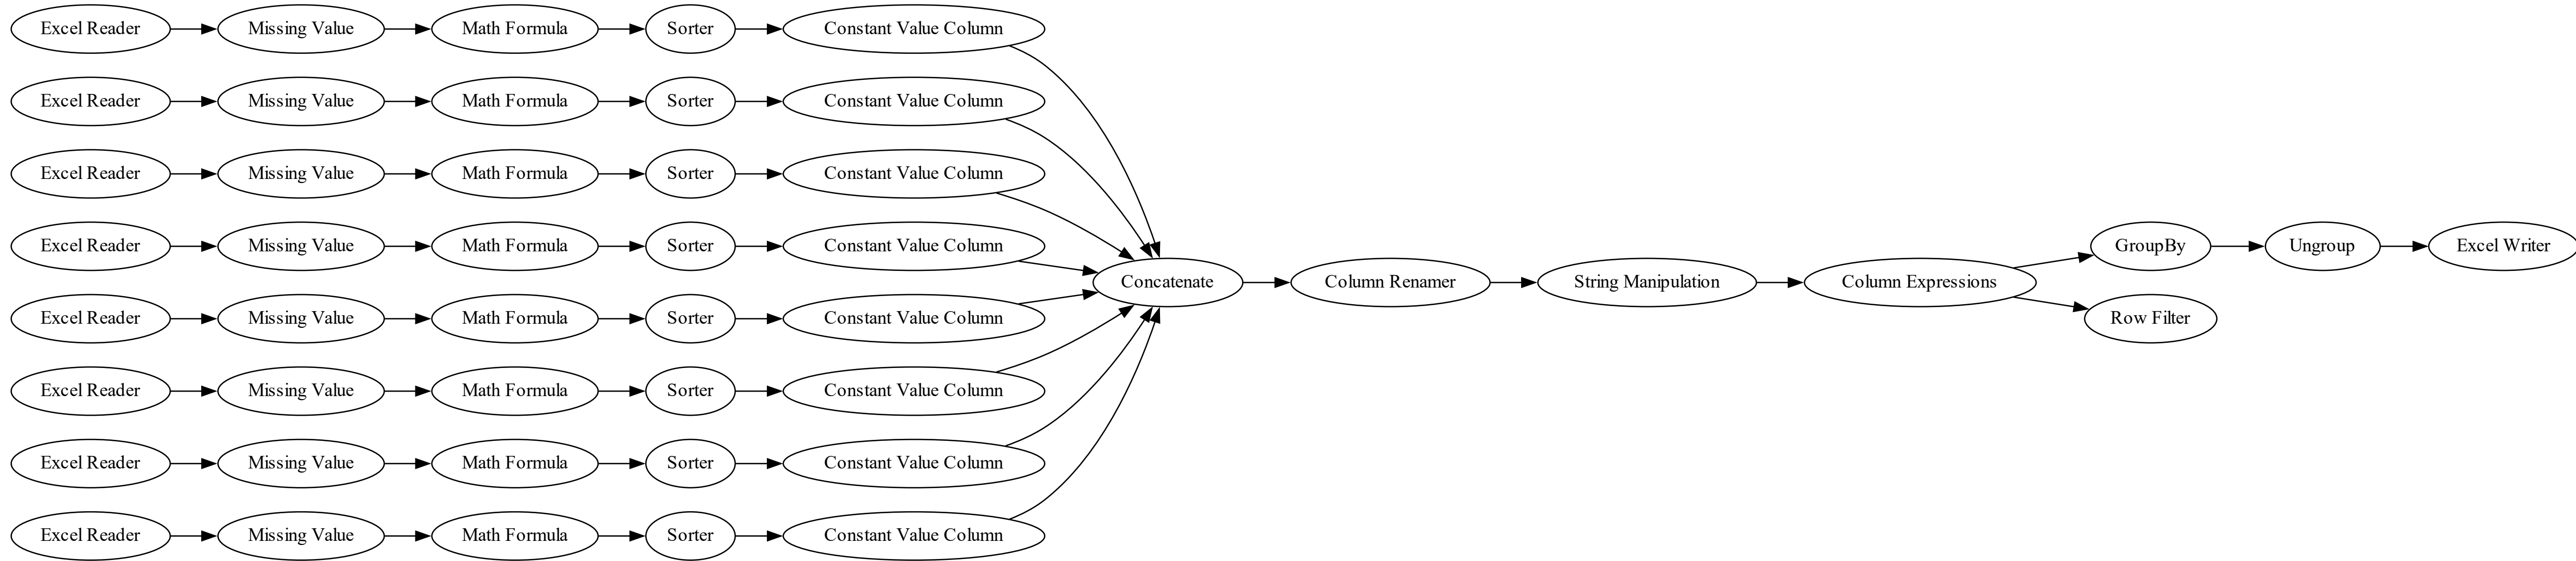 Excel Reader Missing Value Math Formula Sorter Constant Value Column
Excel Reader Missing Value Math Formula Sorter Constant Value Column
Excel Reader Missing Value Math Formula Sorter Constant Value Column
Excel Reader Missing Value Math Formula Sorter Constant Value Column GroupBy Ungroup Excel Writer
Concatenate Column Renamer String Manipulation Column Expressions
Excel Reader Missing Value Math Formula Sorter Constant Value Column Row Filter
Excel Reader Missing Value Math Formula Sorter Constant Value Column
Excel Reader Missing Value Math Formula Sorter Constant Value Column
Excel Reader Missing Value Math Formula Sorter Constant Value Column